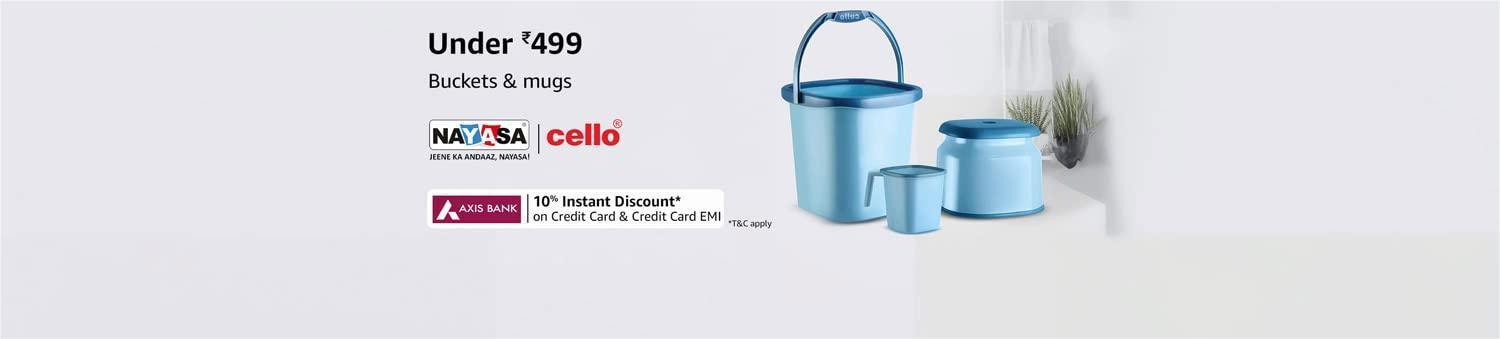 Under ₹499
Buckets & mugs
NAYASA®
JEENE KA ANDAAZ, NAYASA!
cello®
AXIS BANK
10% Instant Discount*
on Credit Card & Credit Card EMI
*T&C apply
cello